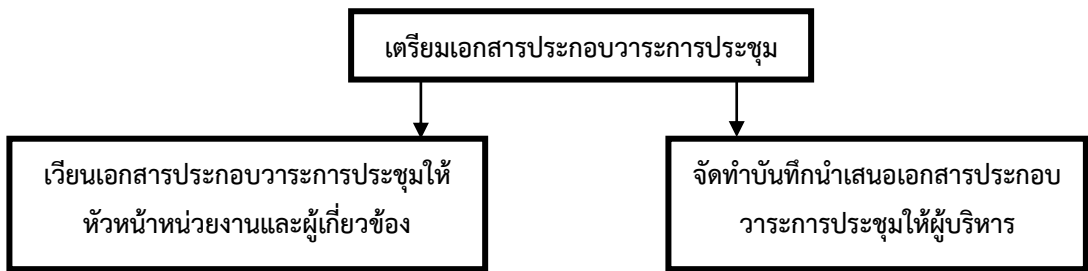 เตรียมเอกสารประกอบวาระการประชุม
เวียนเอกสารประกอบวาระการประชุมให้
หัวหน้าหน่วยงานและผู้เกี่ยวข้อง
จัดทำบันทึกนำเสนอเอกสารประกอบ
วาระการประชุมให้ผู้บริหาร